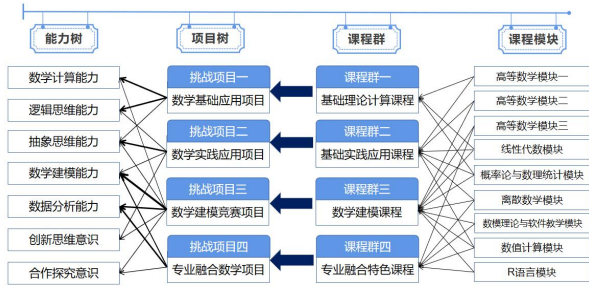 能力树
项目树
课程群
课程模块
数学计算能力
逻辑思维能力
抽象思维能力
数学建模能力
数据分析能力
创新思维意识
合作探究意识
挑战项目一
数学基础应用项目
挑战项目二
数学实践应用项目
挑战项目三
数学建模竞赛项目
挑战项目四
专业融合数学项目
课程群一
基础理论计算课程
课程群二
基础实践应用课程
课程群三
数学建模课程
课程群四
专业融合特色课程
高等数学模块一
高等数学模块二
高等数学模块三
线性代数模块
概率论与数理统计模块
离散数学模块
数模理论与软件教学模块
数值计算模块
R语言模块